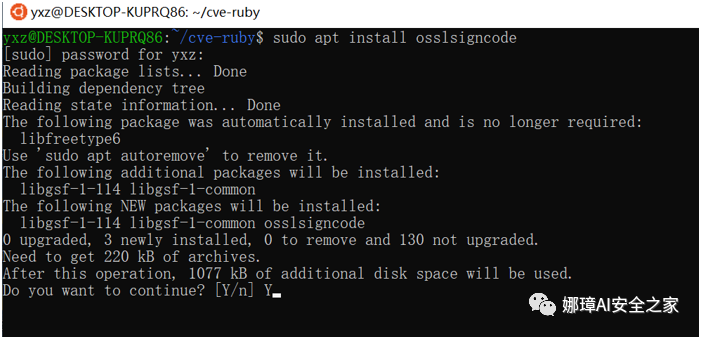 yxz@DESKTOP-KUPRQ86: ~/cve-ruby
yxz@DESKTOP-KUPRQ86:~/cve-ruby$ sudo apt install osslsigncode
[sudo] password for yxz:
Reading package lists... Done
Building dependency tree
Reading state information... Done
The following package was automatically installed and is no longer required:
  libfreetype6
Use 'sudo apt autoremove' to remove it.
The following additional packages will be installed:
  libgsf-1-114 libgsf-1-common
The following NEW packages will be installed:
  libgsf-1-114 libgsf-1-common osslsigncode
0 upgraded, 3 newly installed, 0 to remove and 130 not upgraded.
Need to get 220 kB of archives.
After this operation, 1077 kB of additional disk space will be used.
Do you want to continue? [Y/n] Y
娜璋AI安全之家